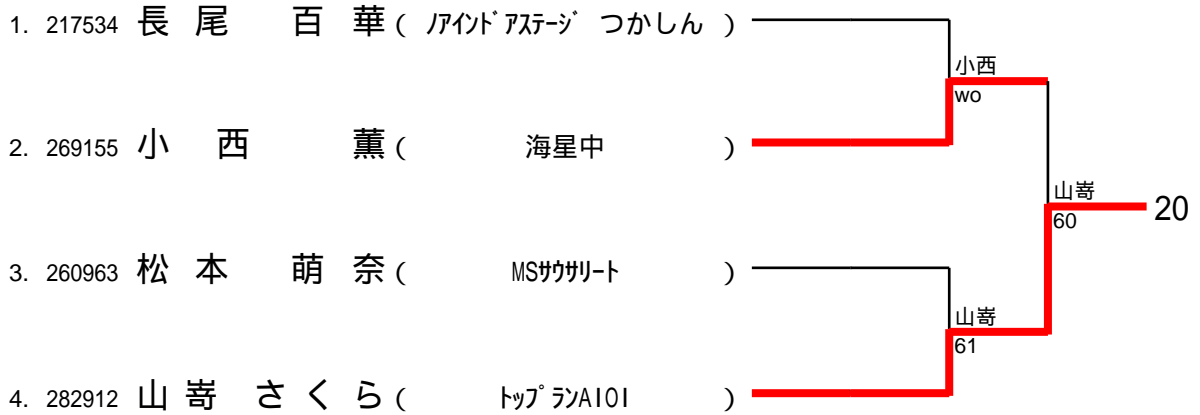 1. 217534 長尾 百華 ( ﾉｱｲﾝﾄﾞｱｽﾃｰｼﾞ つかしん )
小西
wo
2. 269155 小西 薫 ( 海星中 )
山嵜
60
20
3. 260963 松本 萌奈 ( MSｻｳｻﾘｰﾄ )
山嵜
61
4. 282912 山嵜 さくら ( ﾄｯﾌﾟﾗﾝAIOI )